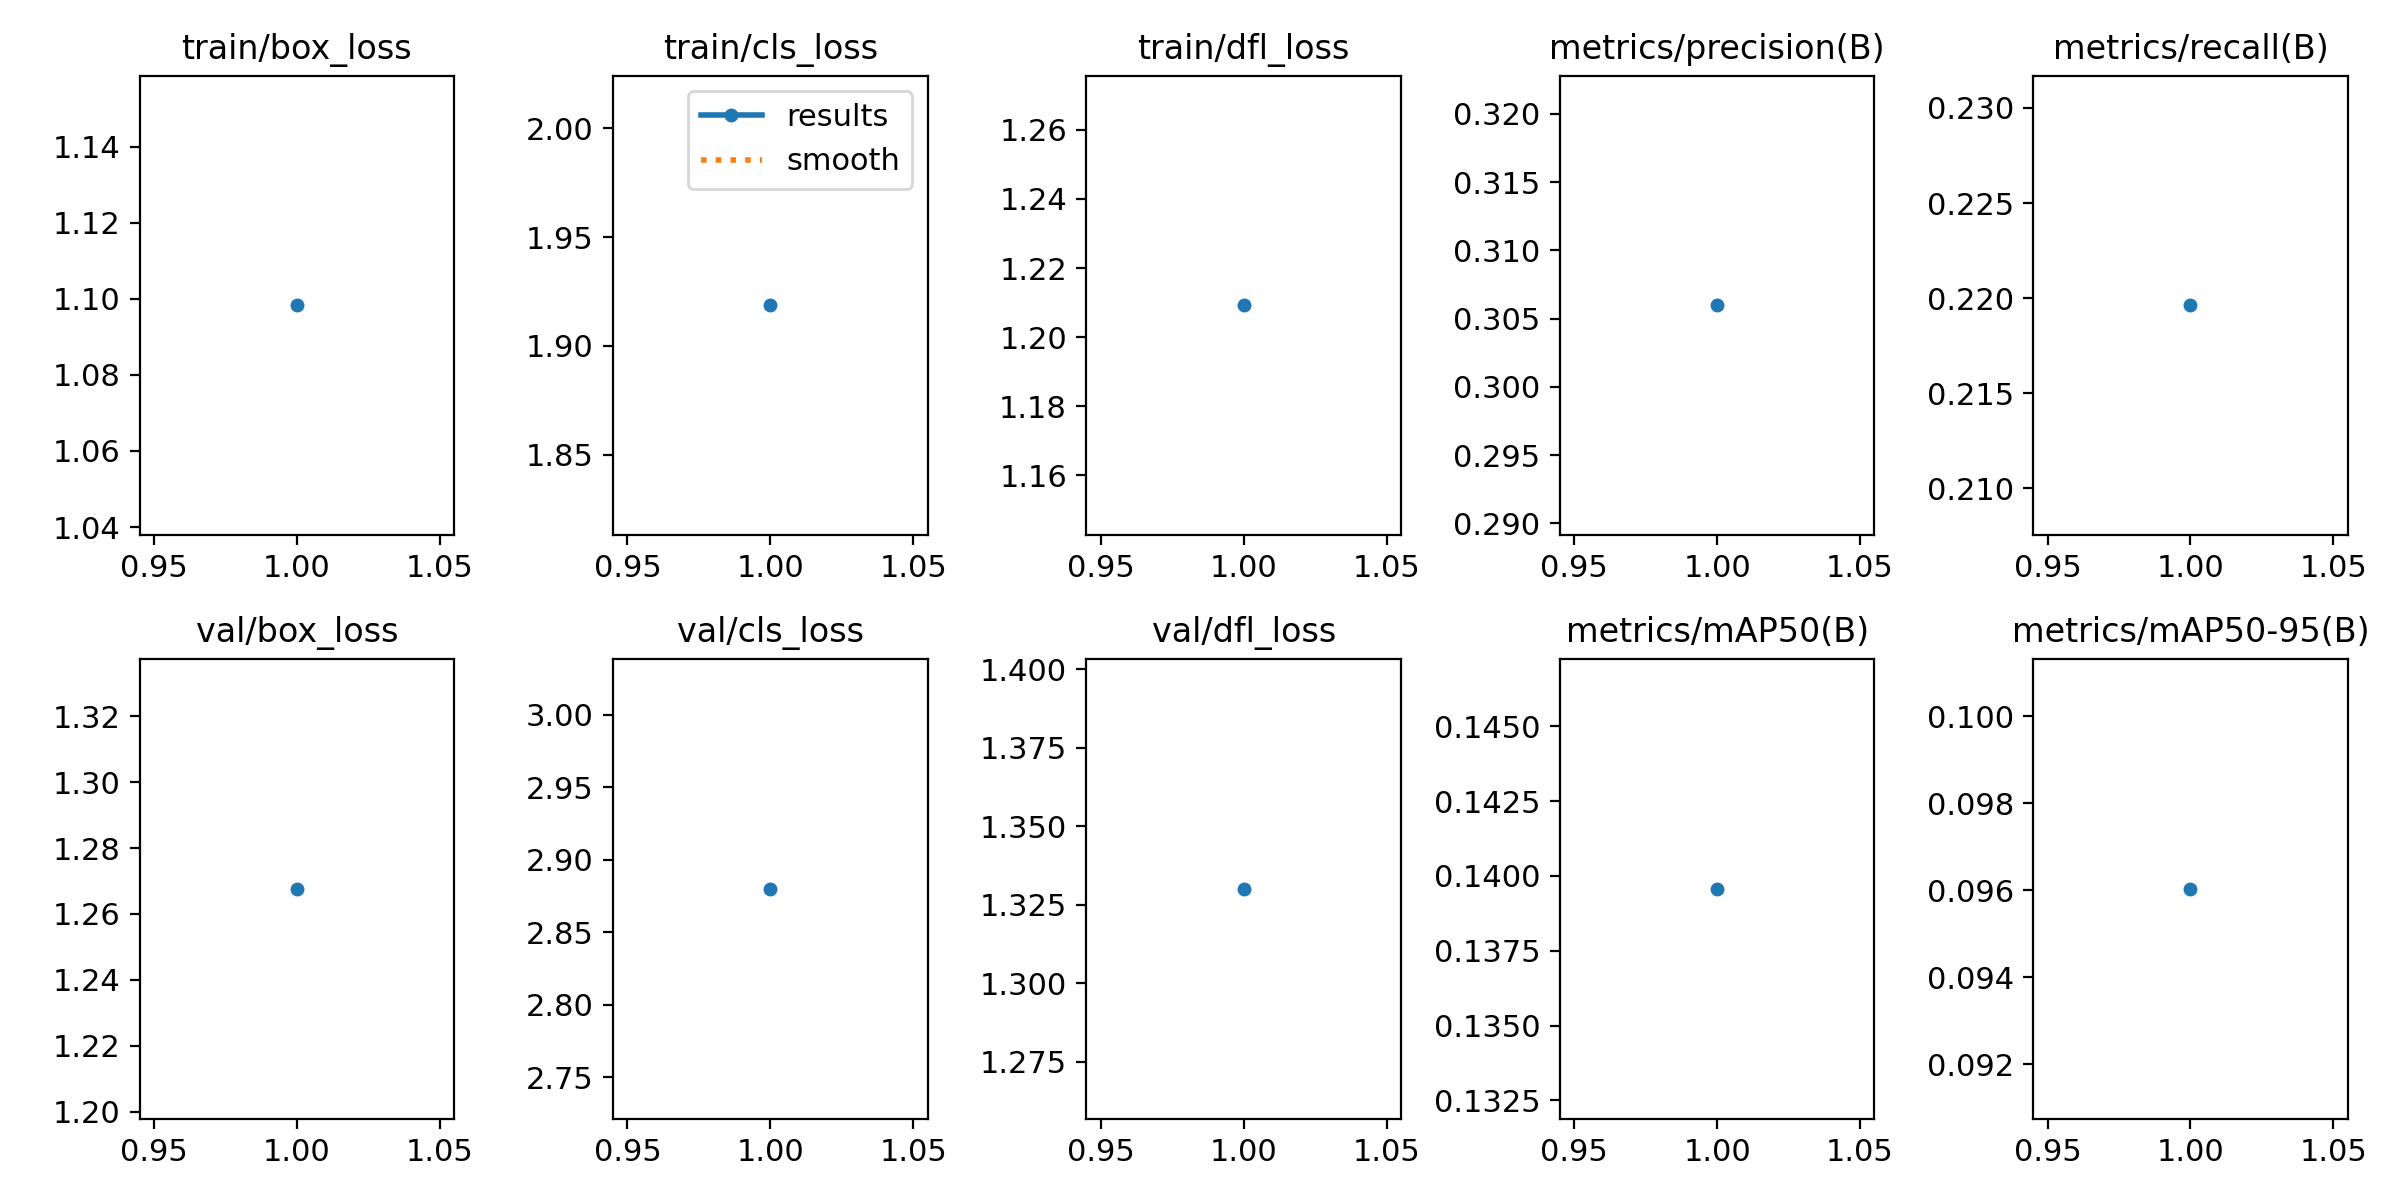 train/box_loss
1.14
1.12
1.10
1.08
1.06
1.04
0.95 1.00 1.05
train/cls_loss
results
smooth
2.00
1.95
1.90
1.85
0.95 1.00 1.05
train/dfl_loss
1.26
1.24
1.22
1.20
1.18
1.16
0.95 1.00 1.05
metrics/precision(B)
0.320
0.315
0.310
0.305
0.300
0.295
0.290
0.95 1.00 1.05
metrics/recall(B)
0.230
0.225
0.220
0.215
0.210
0.95 1.00 1.05
val/box_loss
1.32
1.30
1.28
1.26
1.24
1.22
1.20
0.95 1.00 1.05
val/cls_loss
3.00
2.95
2.90
2.85
2.80
2.75
0.95 1.00 1.05
val/dfl_loss
1.400
1.375
1.350
1.325
1.300
1.275
0.95 1.00 1.05
metrics/mAP50(B)
0.1450
0.1425
0.1400
0.1375
0.1350
0.1325
0.95 1.00 1.05
metrics/mAP50-95(B)
0.100
0.098
0.096
0.094
0.092
0.95 1.00 1.05